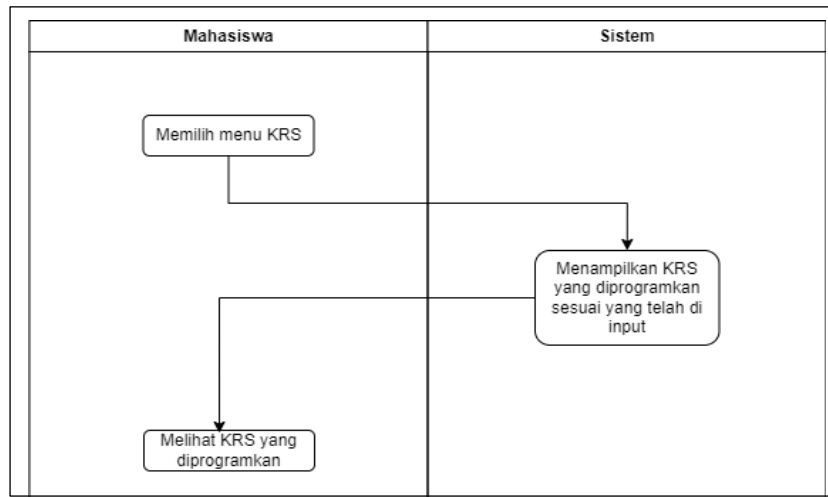 Mahasiswa
Sistem
Memilih menu KRS
Menampilkan KRS
yang diprogramkan
sesuai yang telah di
input
Melihat KRS yang
diprogramkan